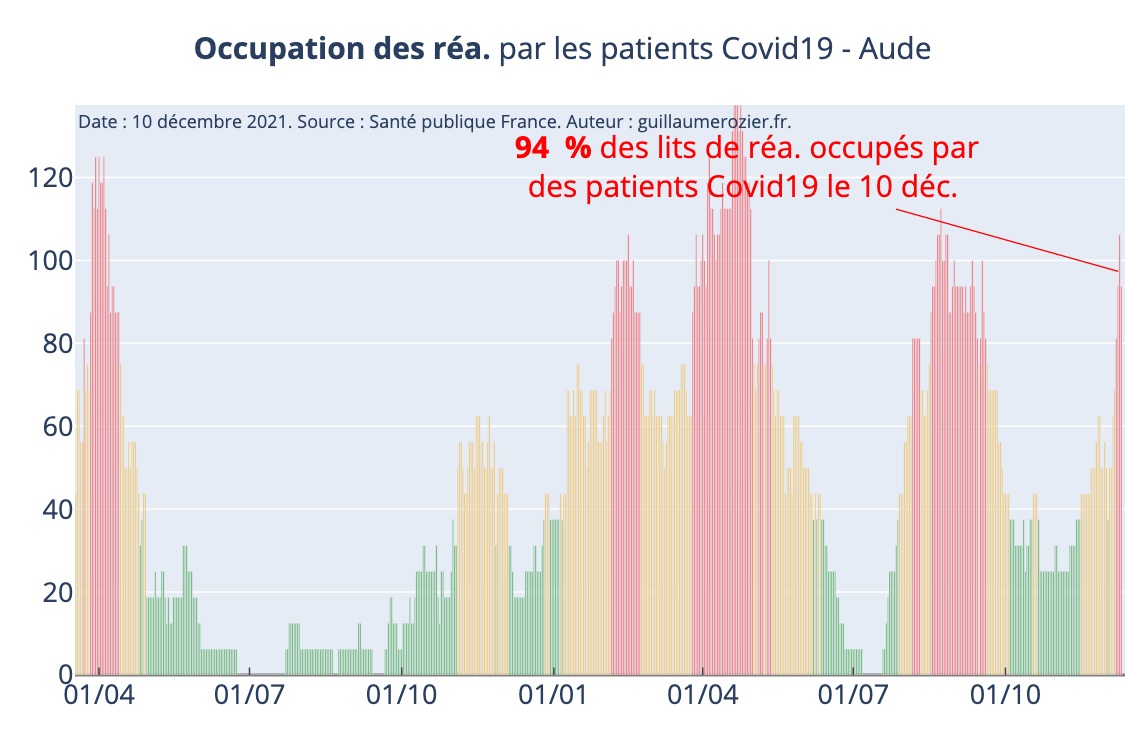 Occupation des réa. par les patients Covid19 - Aude
Date : 10 décembre 2021. Source : Santé publique France. Auteur : guillaumerozier.fr.
94 % des lits de réa. occupés par
des patients Covid19 le 10 déc.
120
100
80
60
40
20
0
01/04 01/07 01/10 01/01 01/04 01/07 01/10